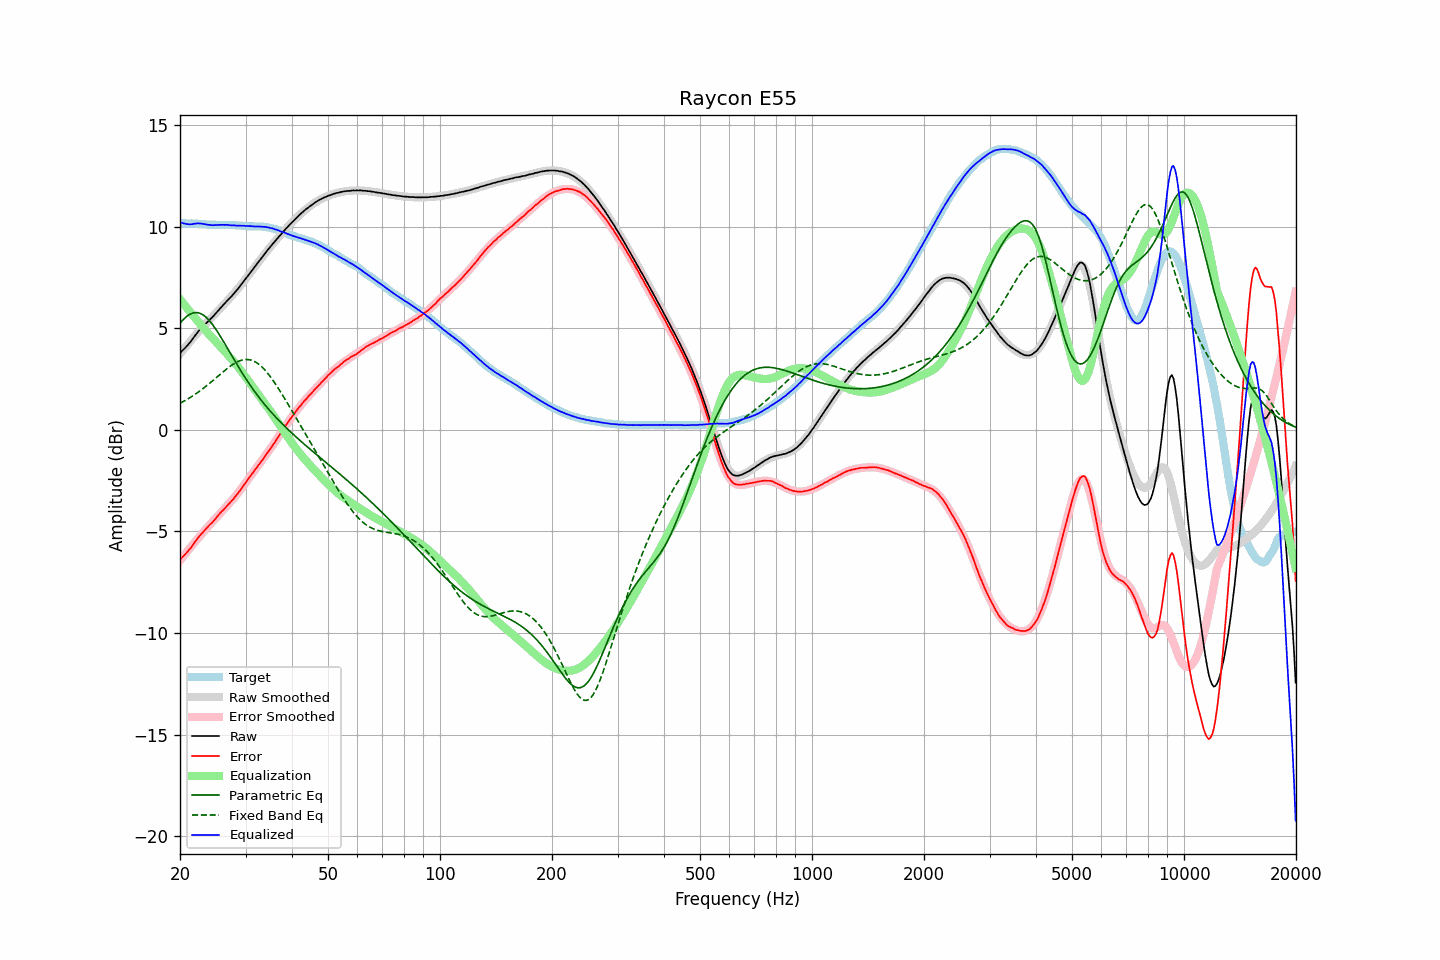 Raycon E55
15
10
5
0
−5
−10
−15
−20
Amplitude (dBr)
Target
Raw Smoothed
Error Smoothed
Raw
Error
Equalization
Parametric Eq
Fixed Band Eq
Equalized
20 50 100 200 500 1000 2000 5000 10000 20000
Frequency (Hz)